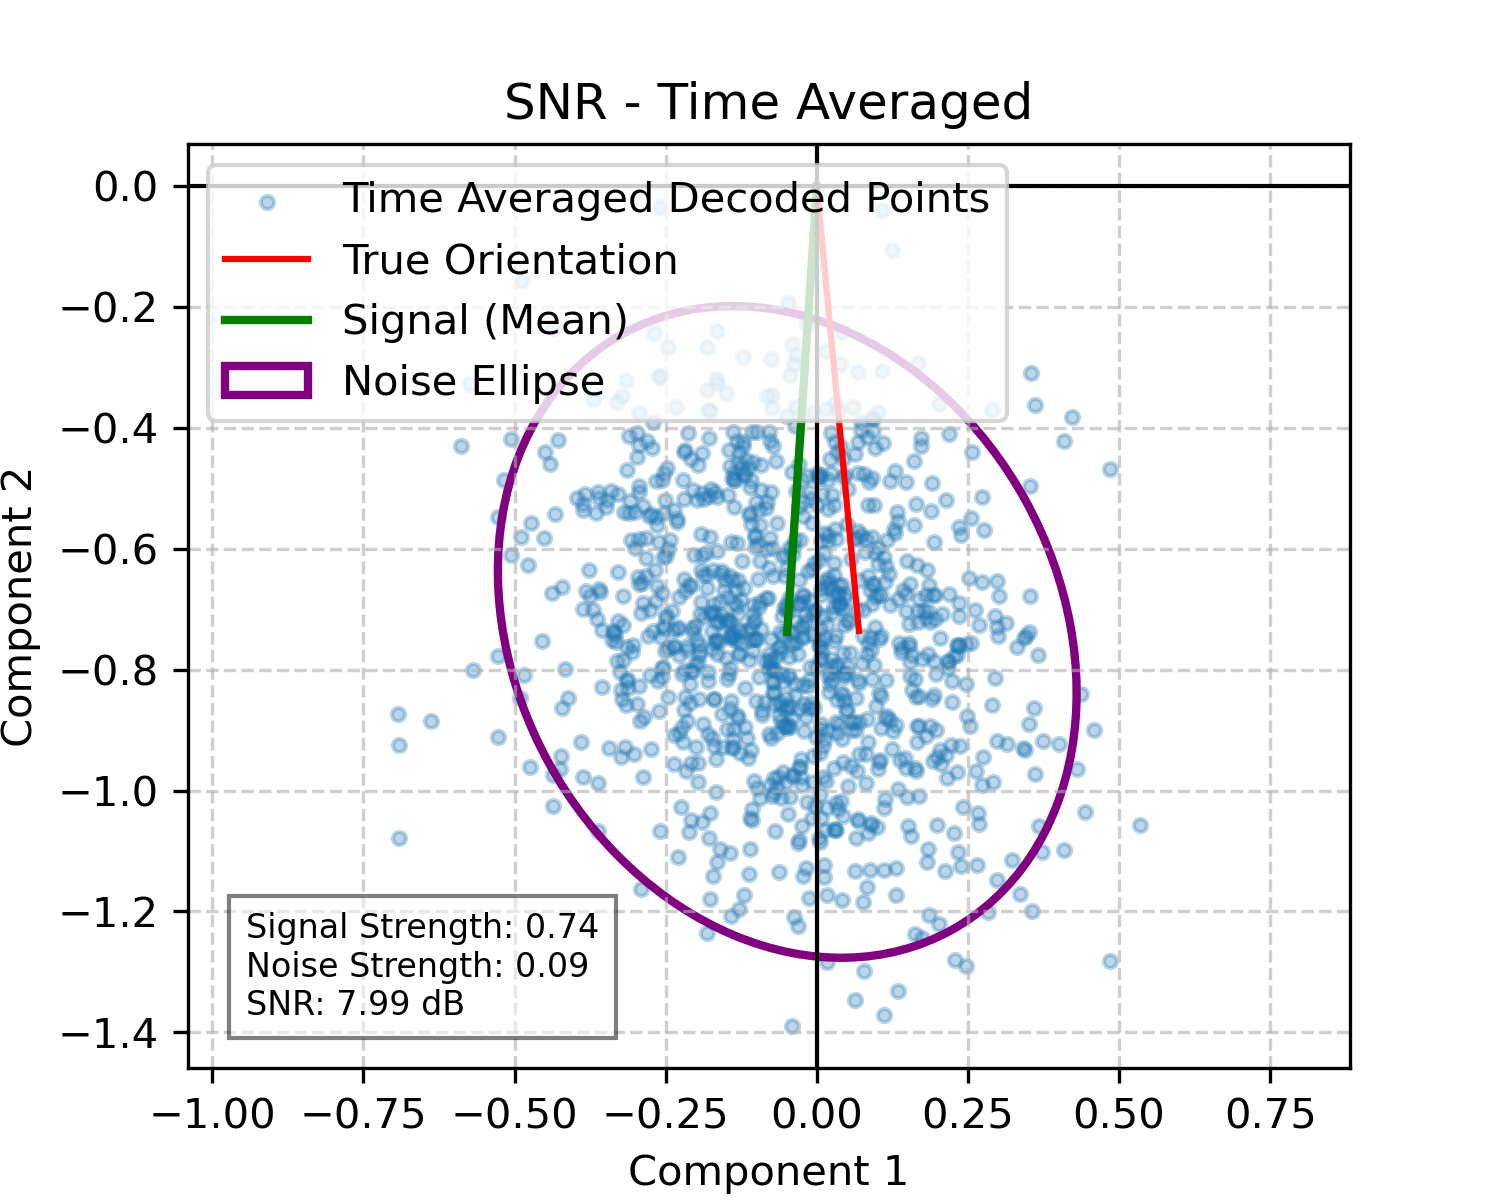 SNR - Time Averaged
Time Averaged Decoded Points
True Orientation
Signal (Mean)
Noise Ellipse
0.0
−0.2
−0.4
−0.6
−0.8
−1.0
−1.2
−1.4
Component 2
Signal Strength: 0.74
Noise Strength: 0.09
SNR: 7.99 dB
−1.00 −0.75 −0.50 −0.25 0.00 0.25 0.50 0.75
Component 1